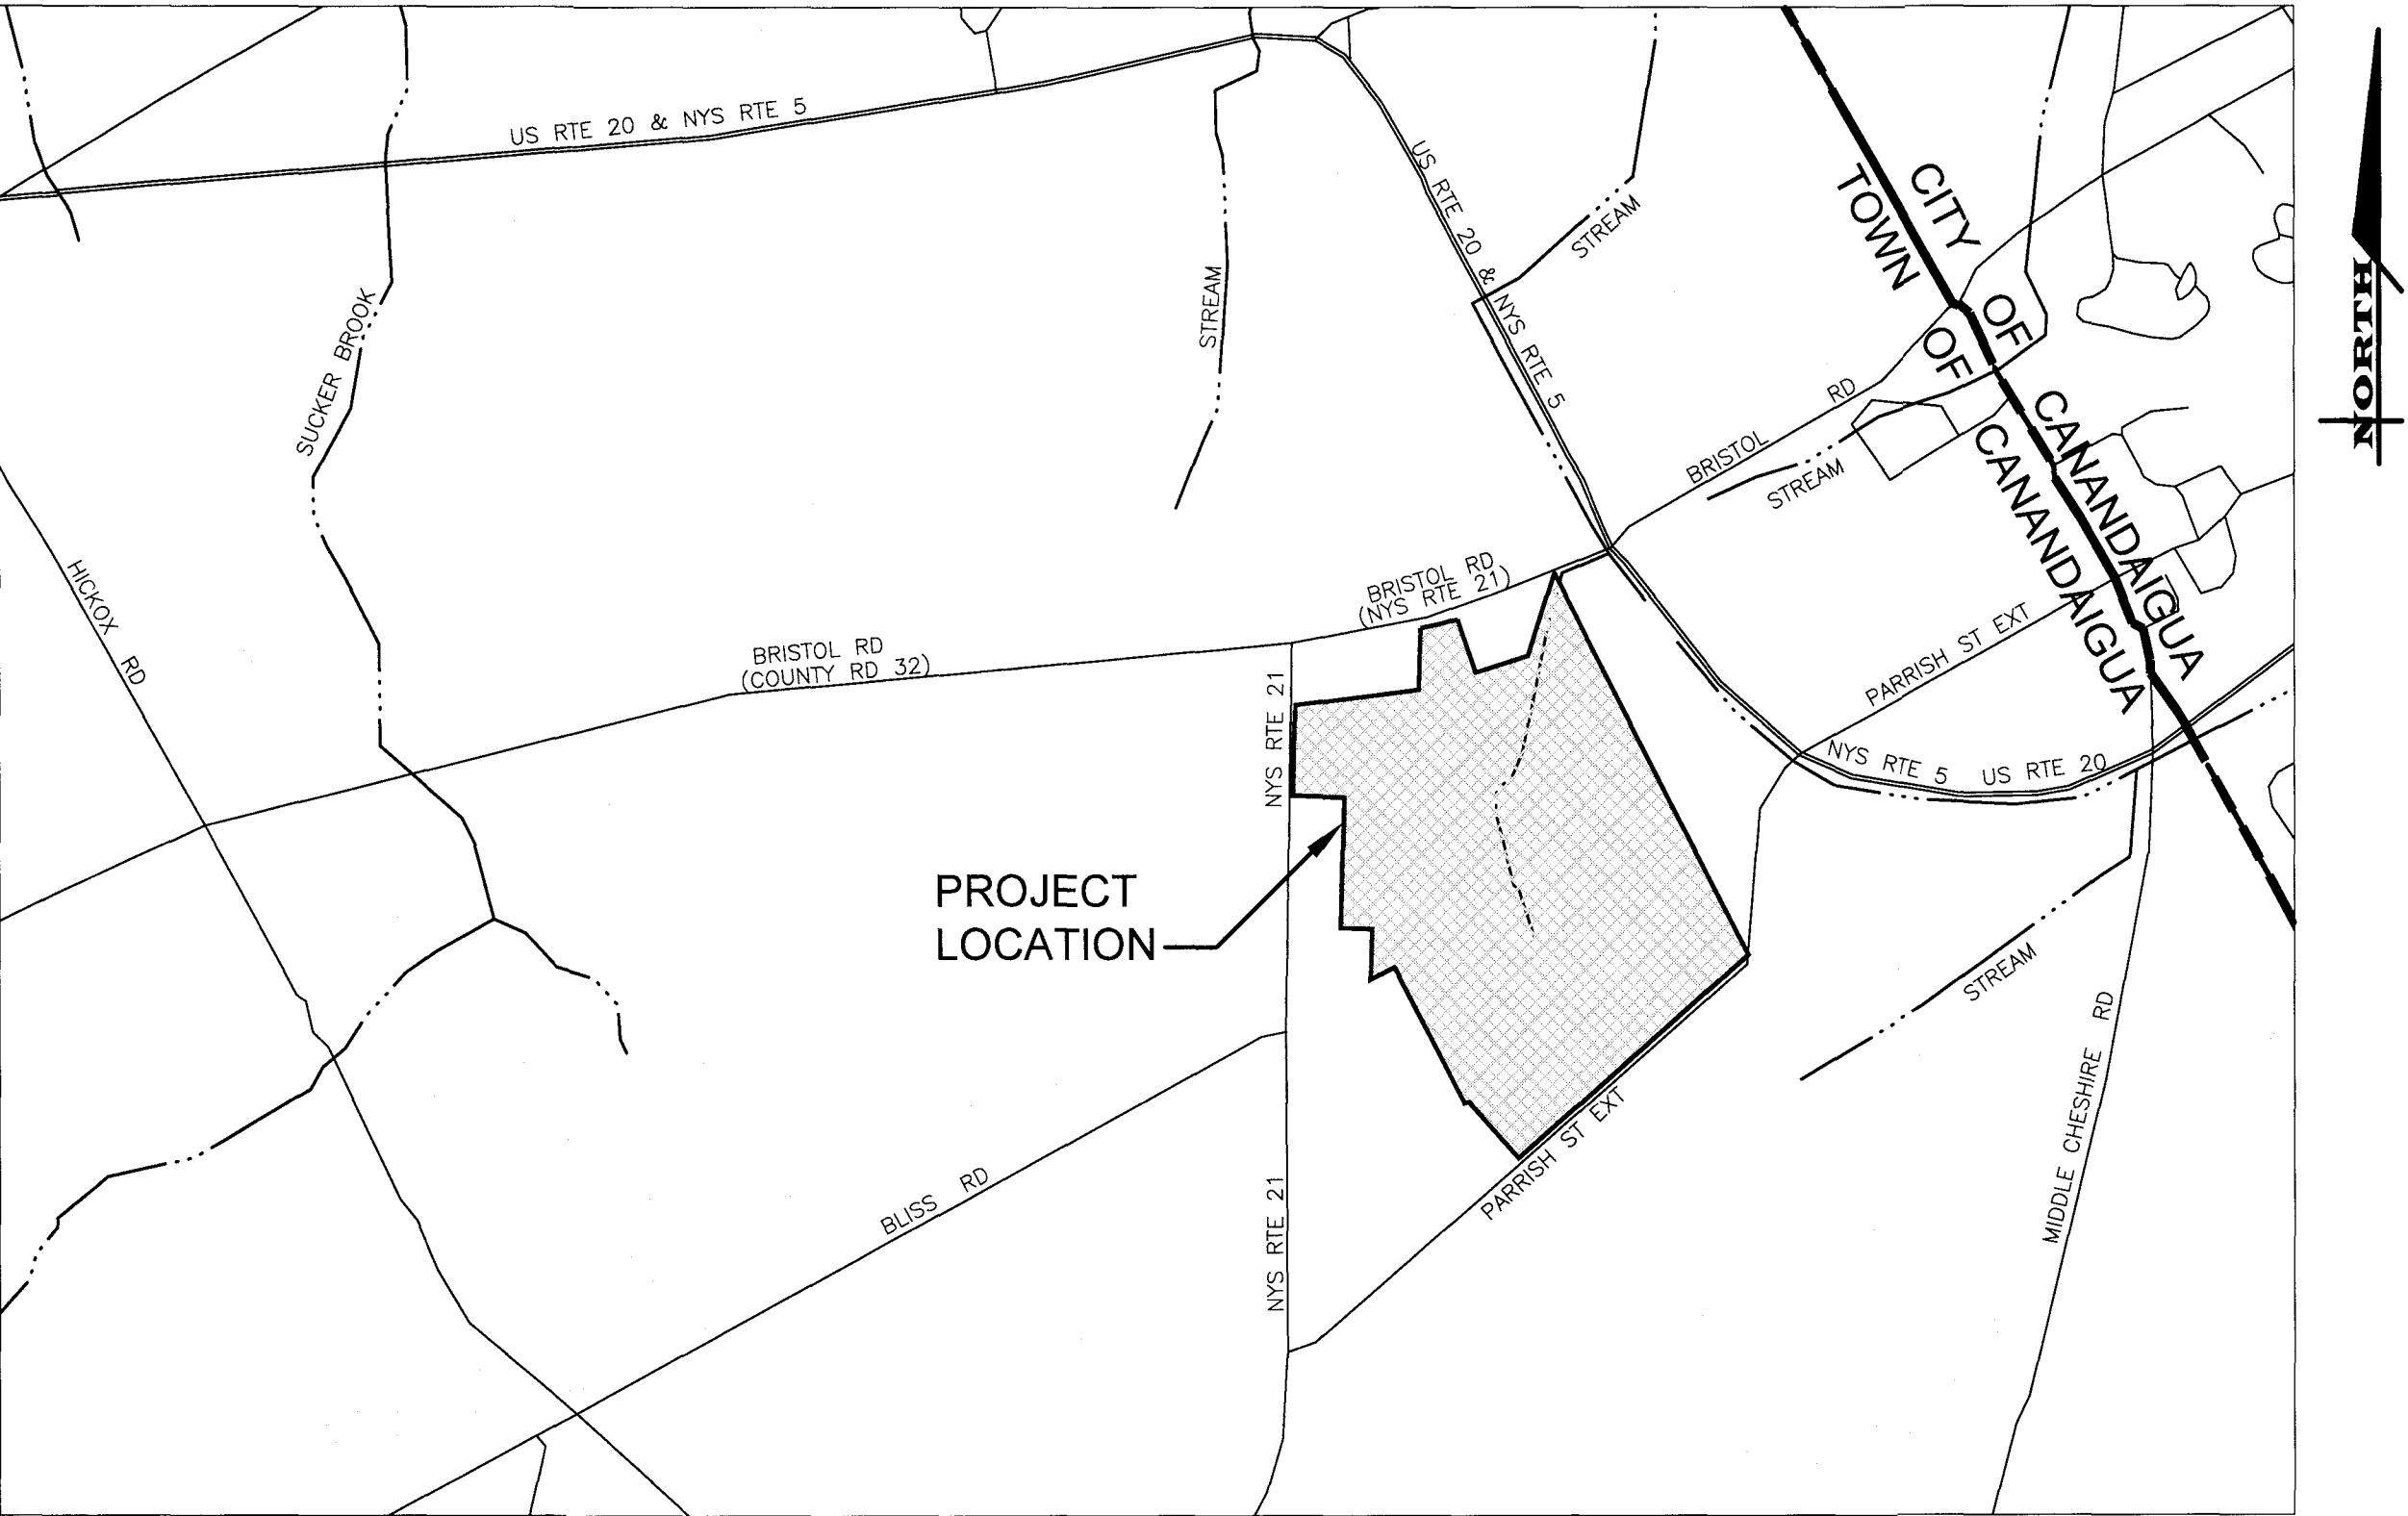 US RTE 20 & NYS RTE 5
US RTE 20 & NYS RTE 5
STREAM
CITY OF CANANDAIGUA
TOWN OF CANANDAIGUA
NORTH
SUCKER BROOK
STREAM
BRISTOL RD
STREAM
HICKOX RD
BRISTOL RD
(NYS RTE 21)
BRISTOL RD
(COUNTY RD 32)
NYS RTE 21
PARRISH ST EXT
NYS RTE 5 US RTE 20
PROJECT
LOCATION
STREAM
MIDDLE CHESHIRE RD
PARRISH ST EXT
BLISS RD
NYS RTE 21